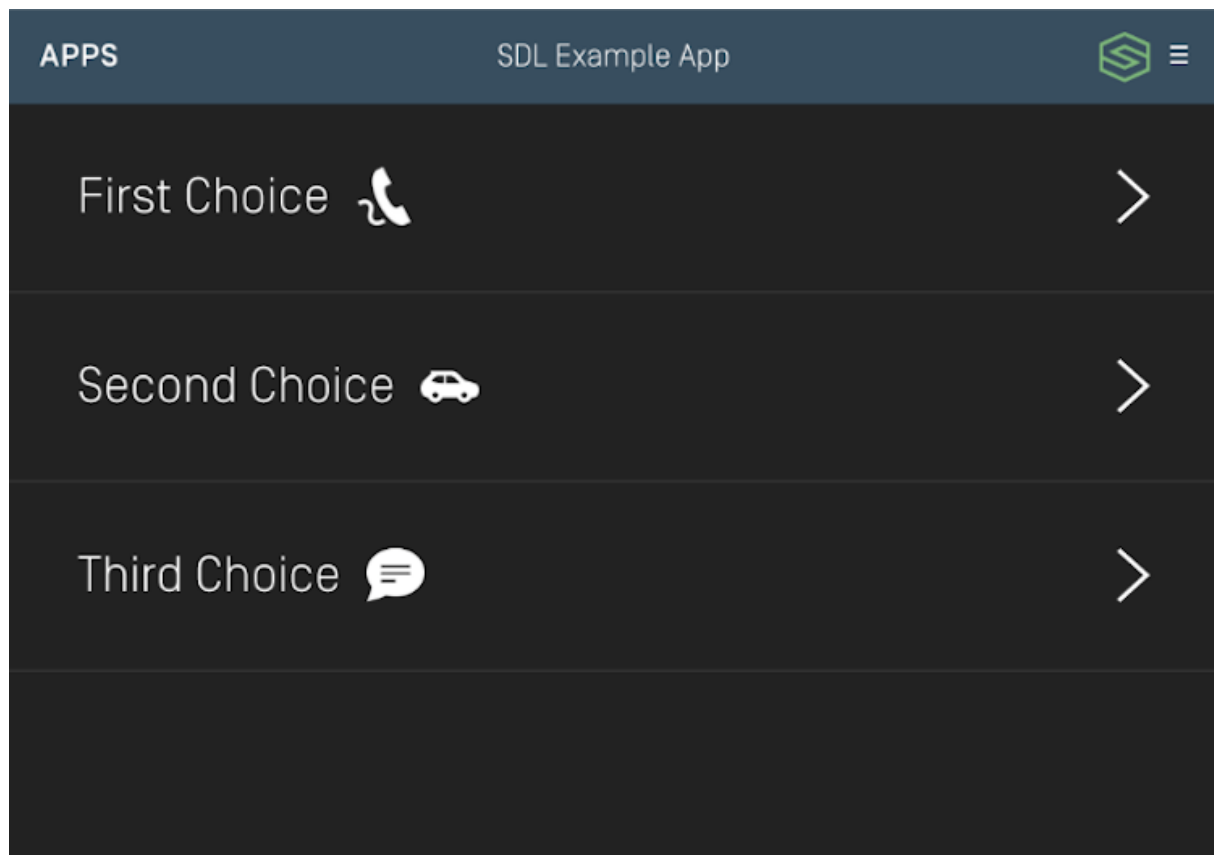 APPS
SDL Example App
First Choice
Second Choice
Third Choice